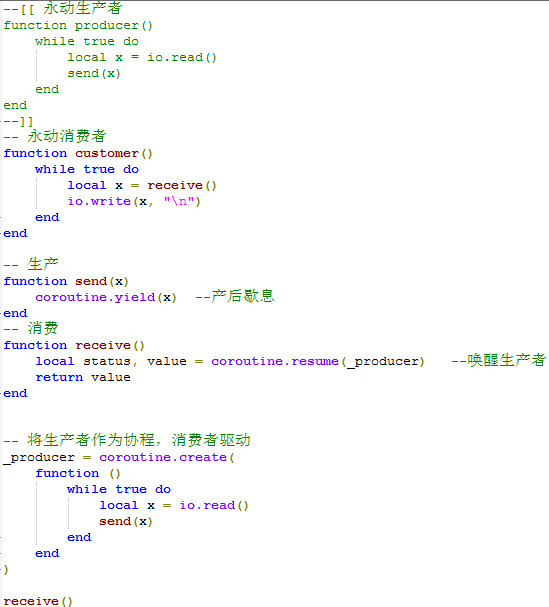 --[[ 永动生产者
function producer()
    while true do
        local x = io.read()
        send(x)
    end
end
--]]
-- 永动消费者
function customer()
    while true do
        local x = receive()
        io.write(x, "\n")
    end
end

-- 生产
function send(x)
    coroutine.yield(x)  --产后歇息
end
-- 消费
function receive()
    local status, value = coroutine.resume(_producer)   --唤醒生产者
    return value
end


-- 将生产者作为协程，消费者驱动
_producer = coroutine.create(
    function ()
        while true do
            local x = io.read()
            send(x)
        end
    end
)

receive()